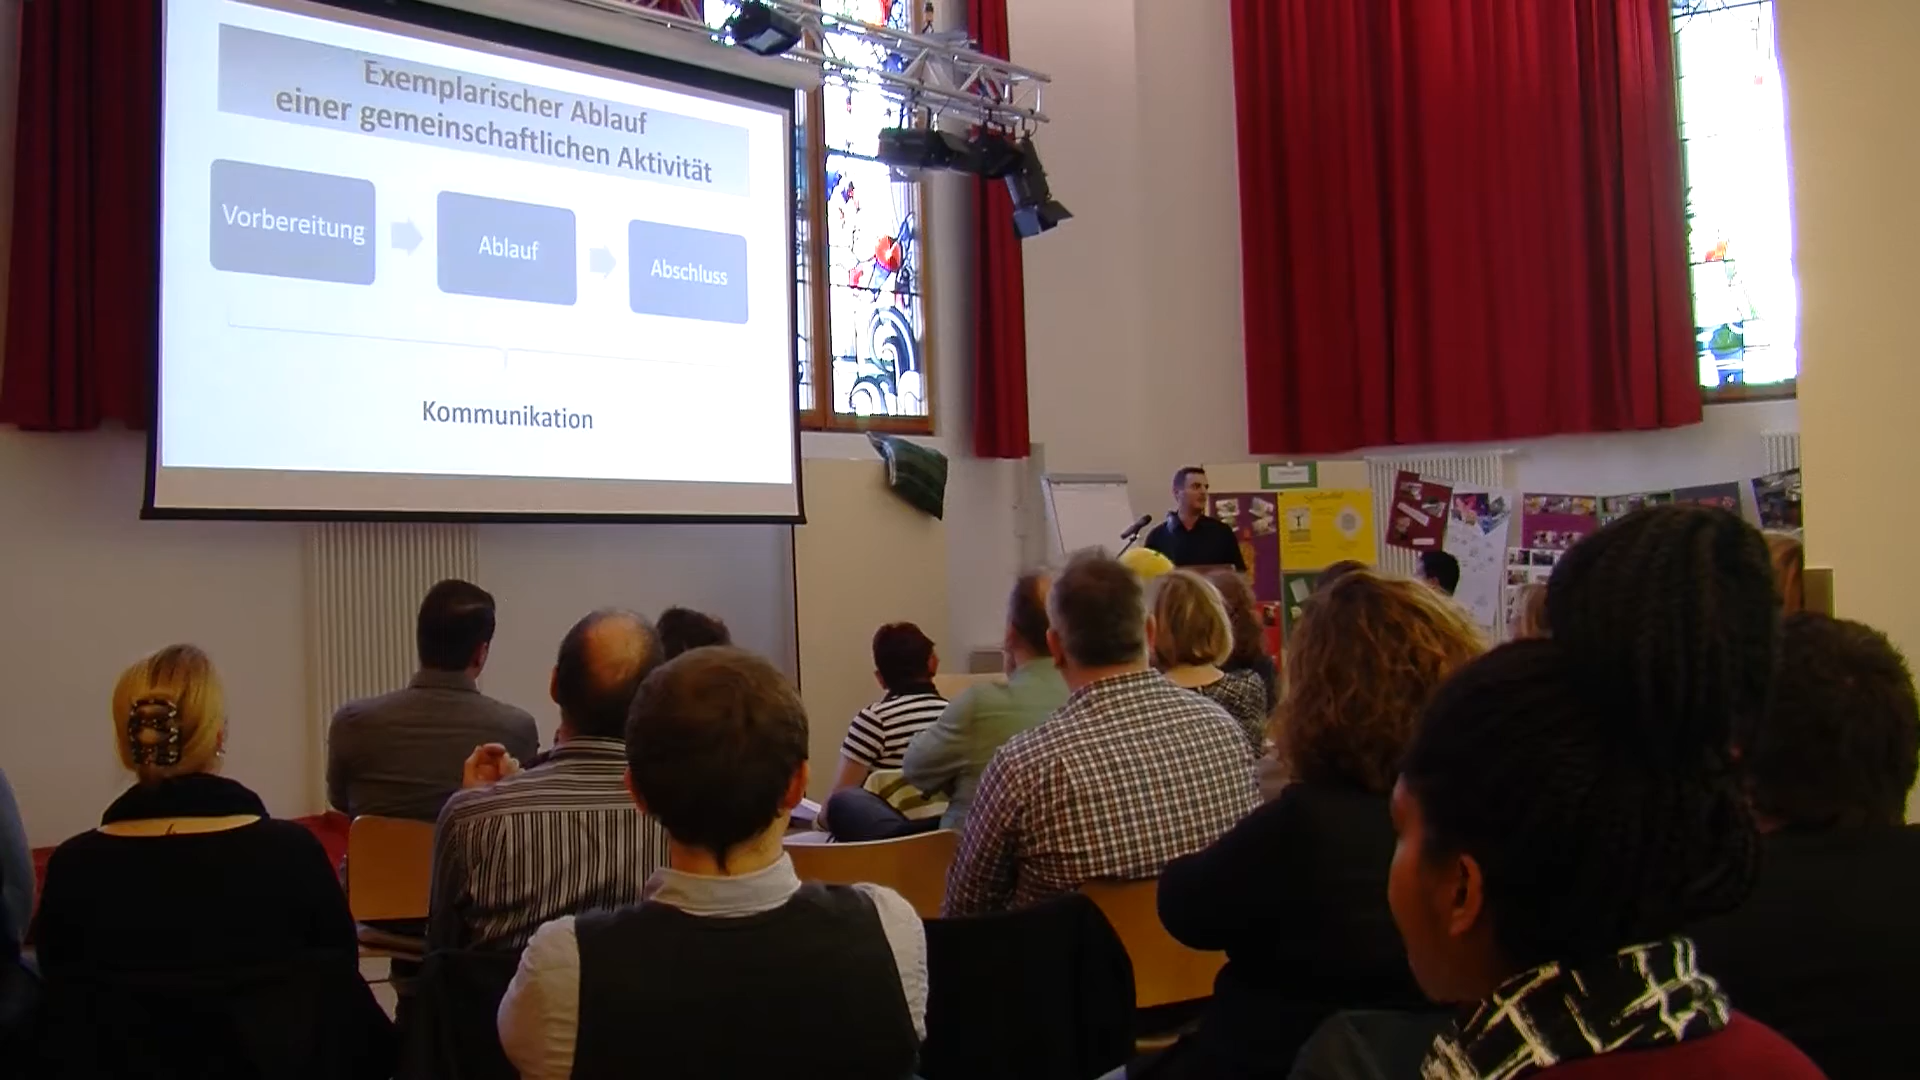 Exemplarischer Ablauf
einer gemeinschaftlichen Aktivität
Vorbereitung
Ablauf
Abschluss
Kommunikation